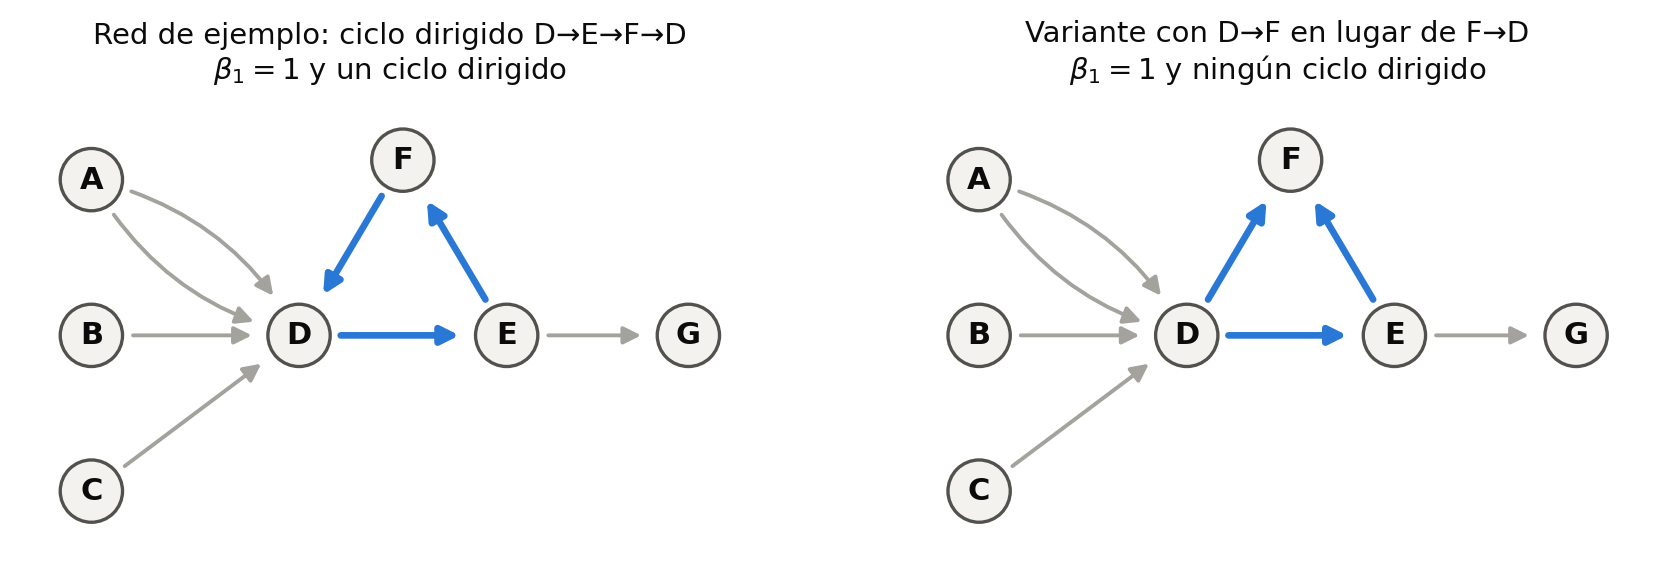 Red de ejemplo: ciclo dirigido D→E→F→D
β₁ = 1 y un ciclo dirigido
A
F
B
D
E
G
C
Variante con D→F en lugar de F→D
β₁ = 1 y ningún ciclo dirigido
A
F
B
D
E
G
C